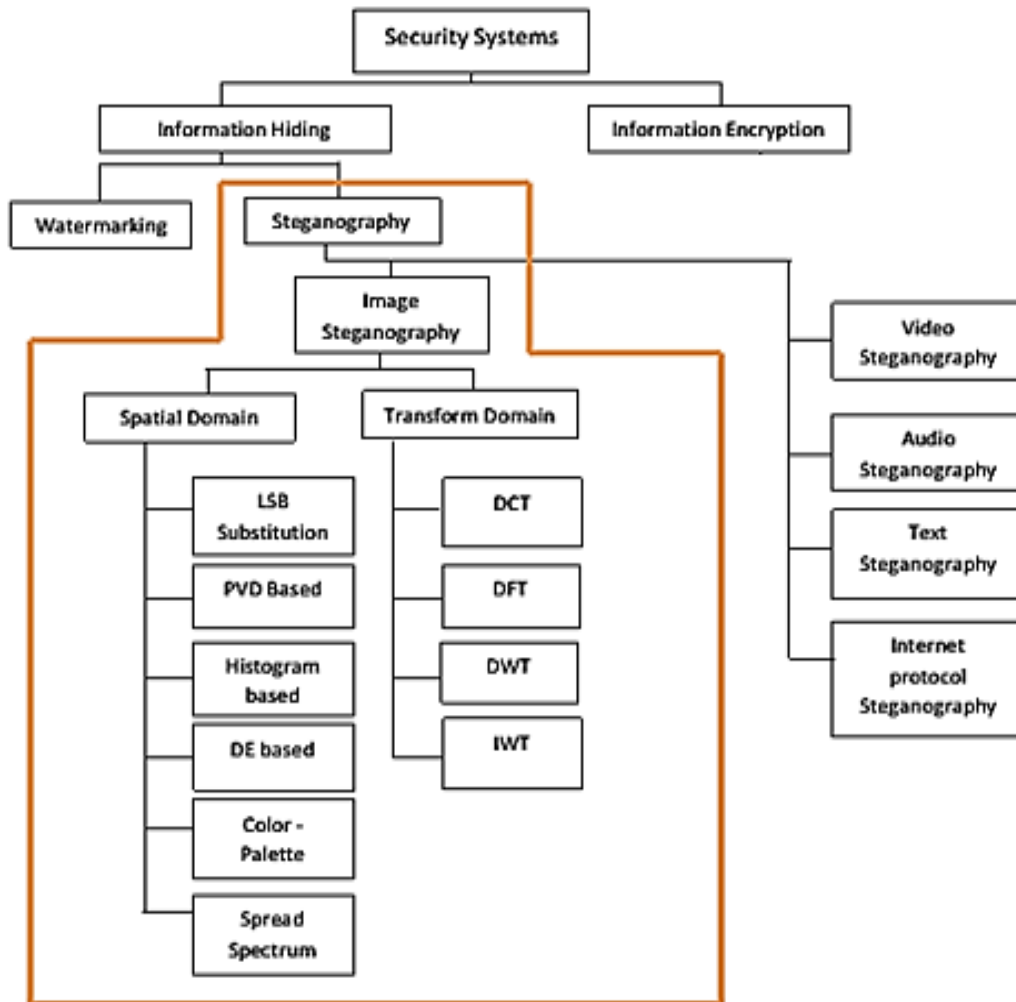 Security Systems
Information Hiding
Information Encryption
Watermarking
Steganography
Image
Steganography
Spatial Domain
Transform Domain
LSB
Substitution
PVD Based
Histogram
based
DE based
Color -
Palette
Spread
Spectrum
DCT
DFT
DWT
IWT
Video
Steganography
Audio
Steganography
Text
Steganography
Internet
protocol
Steganography